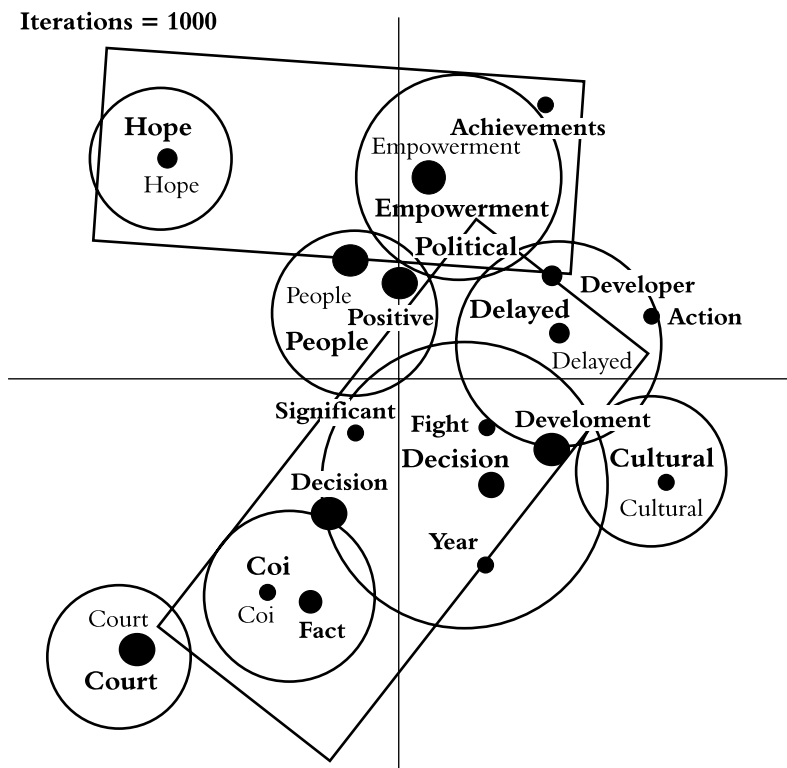 Iterations = 1000
Hope
Hope
Achievements
Empowerment
Empowerment
Political
People
Positive
People
Developer
Delayed
Action
Delayed
Significant
Fight
Develoment
Decision
Cultural
Decision
Cultural
Year
Coi
Coi
Fact
Court
Court